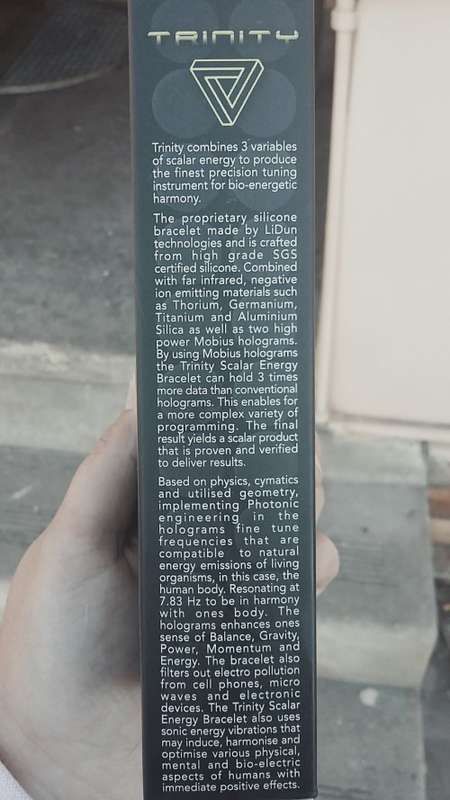 TRINITY
Trinity combines 3 variables
of scalar energy to produce
the finest precision tuning
instrument for bio-energetic
harmony.
The proprietary silicone
bracelet made by LiDun
technologies and is crafted
from high grade SGS
certified silicone. Combined
with far infrared, negative
ion emitting materials such
as Thorium, Germanium,
Titanium and Aluminium
Silica as well as two high
power Mobius holograms.
By using Mobius holograms
the Trinity Scalar Energy
Bracelet can hold 3 times
more data than conventional
holograms. This enables for
a more complex variety of
programming. The final
result yields a scalar product
that is proven and verified
to deliver results.
Based on physics, cymatics
and utilised geometry,
implementing Photonic
engineering in the
holograms fine tune
frequencies that are
compatible to natural
energy emissions of living
organisms, in this case, the
human body. Resonating at
7.83 Hz to be in harmony
with ones body. The
holograms enhances ones
sense of Balance, Gravity,
Power, Momentum and
Energy. The bracelet also
filters out electro pollution
from cell phones, micro
waves and electronic
devices. The Trinity Scalar
Energy Bracelet also uses
sonic energy vibrations that
may induce, harmonise and
optimise various physical,
mental and bio-electric
aspects of humans with
immediate positive effects.